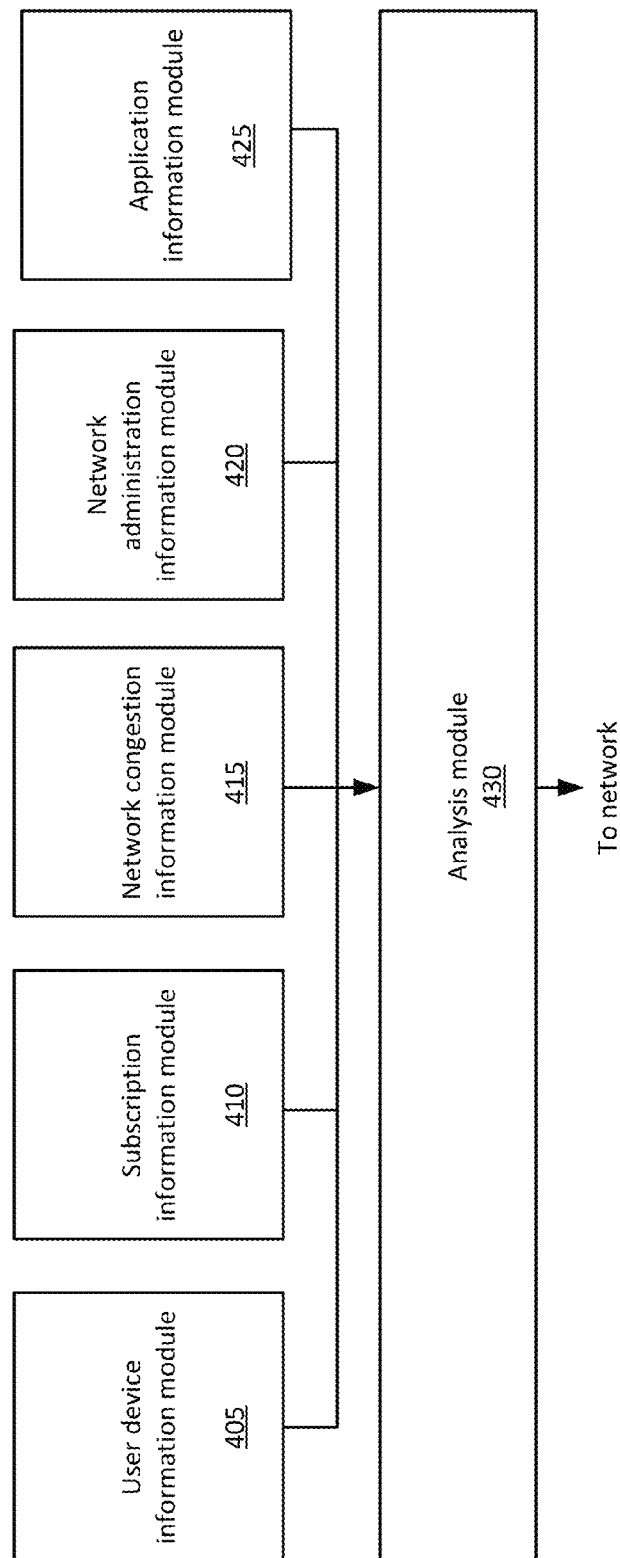 User device
information module
405
Subscription
information module
410
Network congestion
information module
415
Network
administration
information module
420
Application
information module
425
Analysis module
430
To network